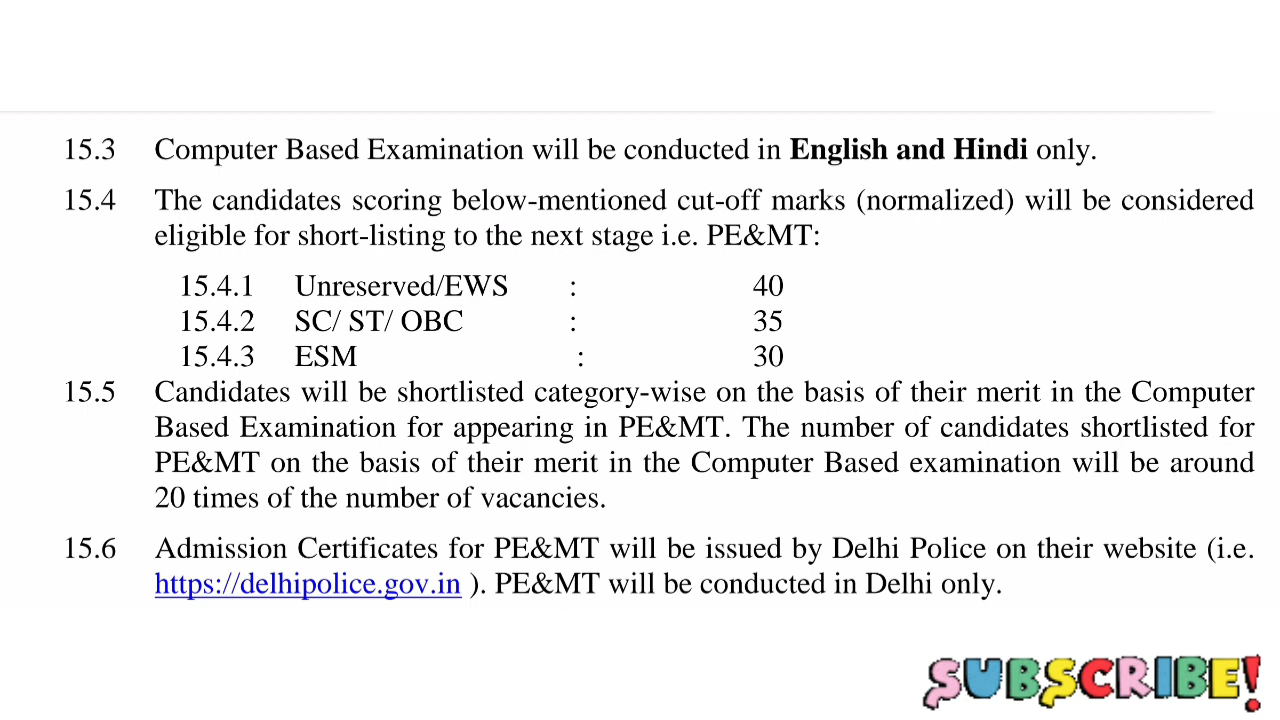 15.3 Computer Based Examination will be conducted in English and Hindi only.
15.4 The candidates scoring below-mentioned cut-off marks (normalized) will be considered
eligible for short-listing to the next stage i.e. PE&MT:
15.4.1 Unreserved/EWS : 40
15.4.2 SC/ ST/ OBC : 35
15.4.3 ESM : 30
15.5 Candidates will be shortlisted category-wise on the basis of their merit in the Computer
Based Examination for appearing in PE&MT. The number of candidates shortlisted for
PE&MT on the basis of their merit in the Computer Based examination will be around
20 times of the number of vacancies.
15.6 Admission Certificates for PE&MT will be issued by Delhi Police on their website (i.e.
https://delhipolice.gov.in ). PE&MT will be conducted in Delhi only.
SUBSCRIBE!